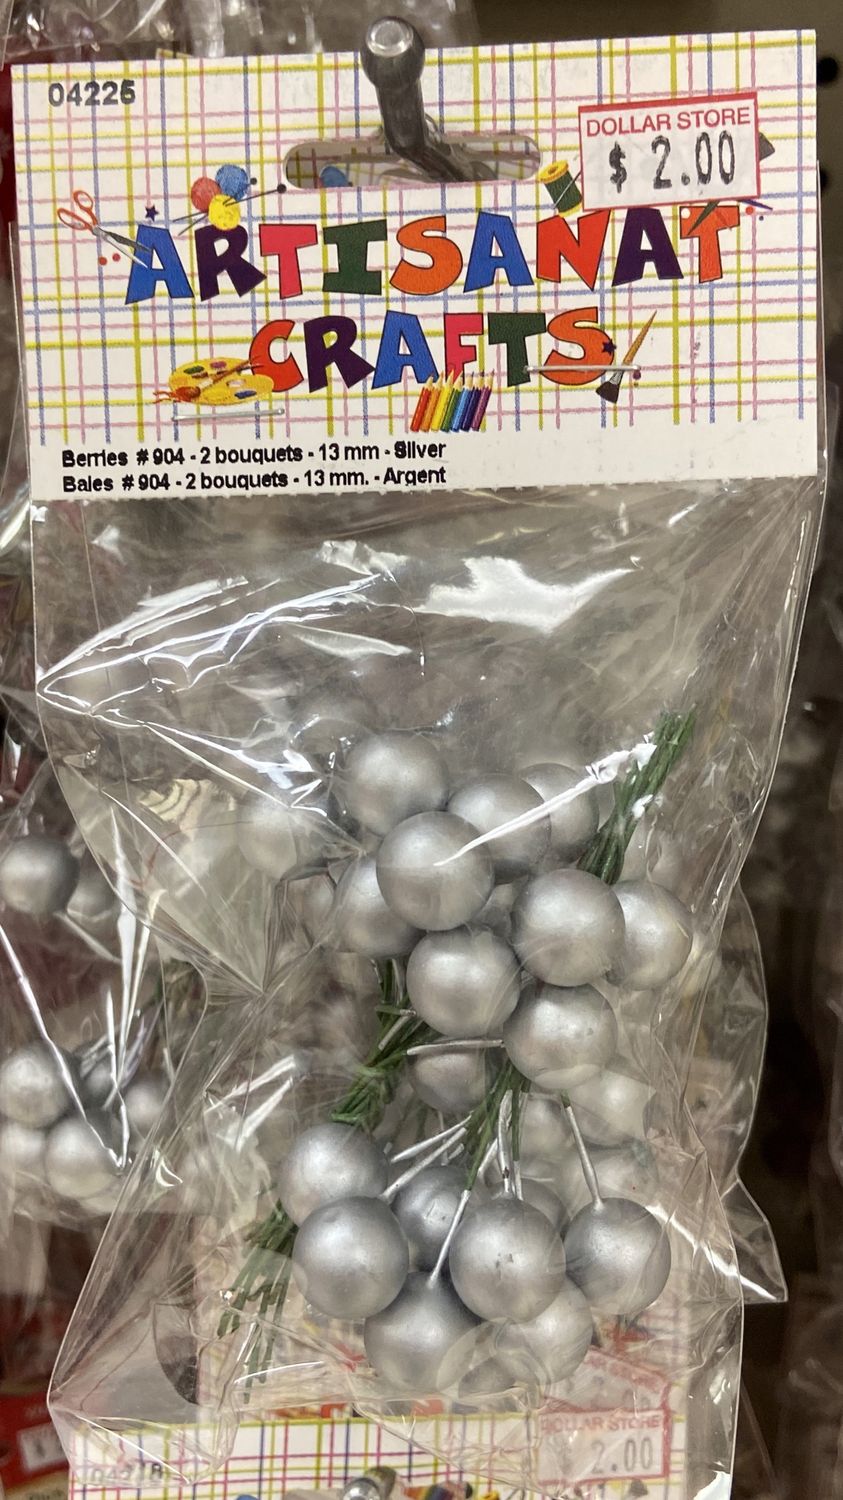 04225
DOLLAR STORE
$ 2.00
ARTISANAT
CRAFTS
Berries # 904 - 2 bouquets - 13 mm - Silver
Baies # 904 - 2 bouquets - 13 mm. - Argent
DOLLAR STORE
2.00